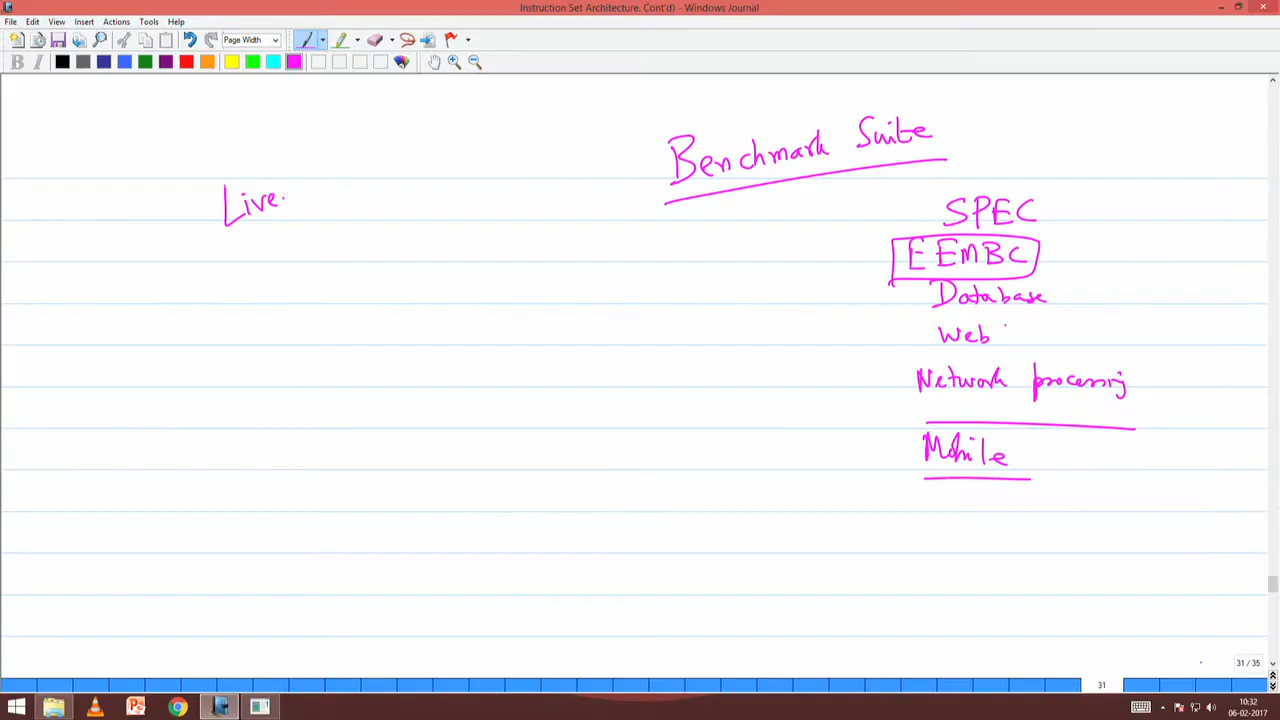 Instruction Set Architecture. Cont'd) - Windows Journal
File Edit View Insert Actions Tools Help
Page Width
B I
Benchmark Suite
Live.
SPEC
EEMBC
Database
Web
Network processing
Mobile
31 / 35
31
10:32
06-02-2017